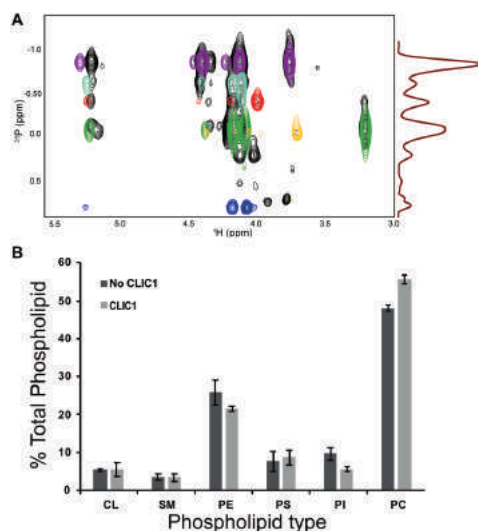 A
-1.0
-0.50
0.0
0.5
³¹P (ppm)
5.5 5.0 4.5 4.0 3.5 3.0
¹H (ppm)
B
60
50
40
30
20
10
0
% Total Phospholipid
No CLIC1
CLIC1
CL SM PE PS PI PC
Phospholipid type